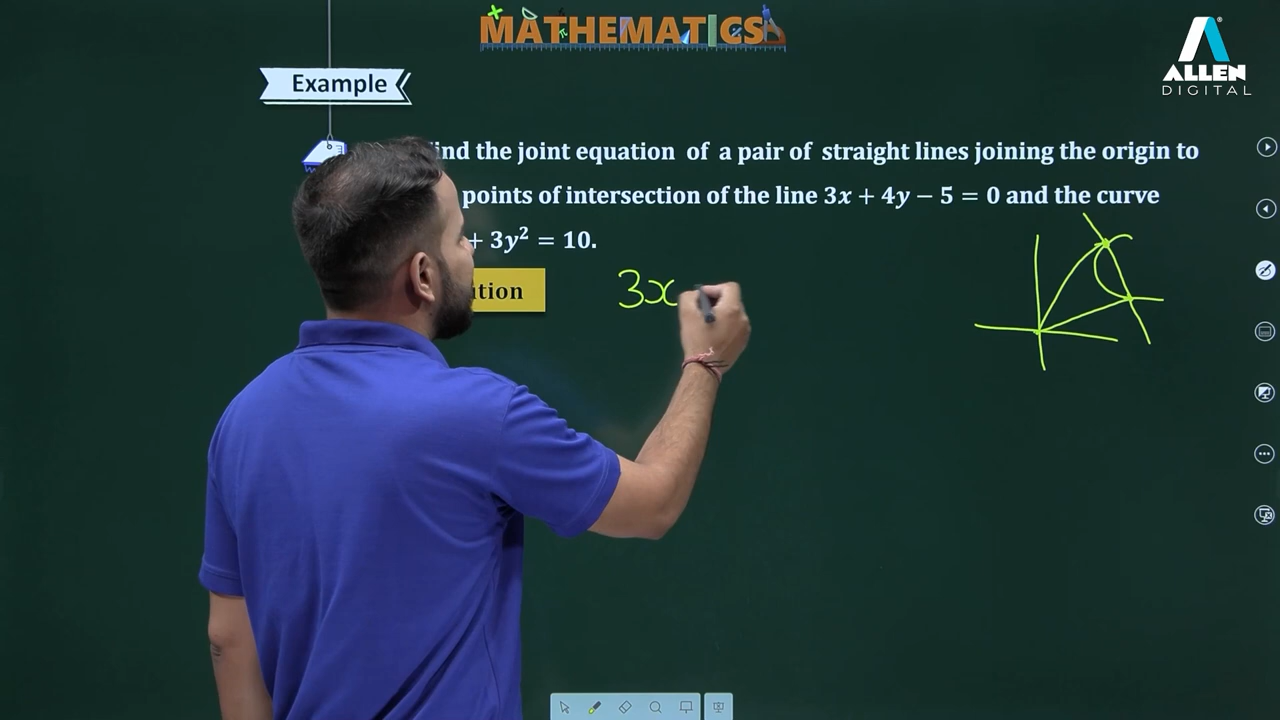 MATHEMATICS
ALLEN
DIGITAL
Example
ind the joint equation of a pair of straight lines joining the origin to
points of intersection of the line 3x + 4y − 5 = 0 and the curve
+ 3y² = 10.
tion
3x